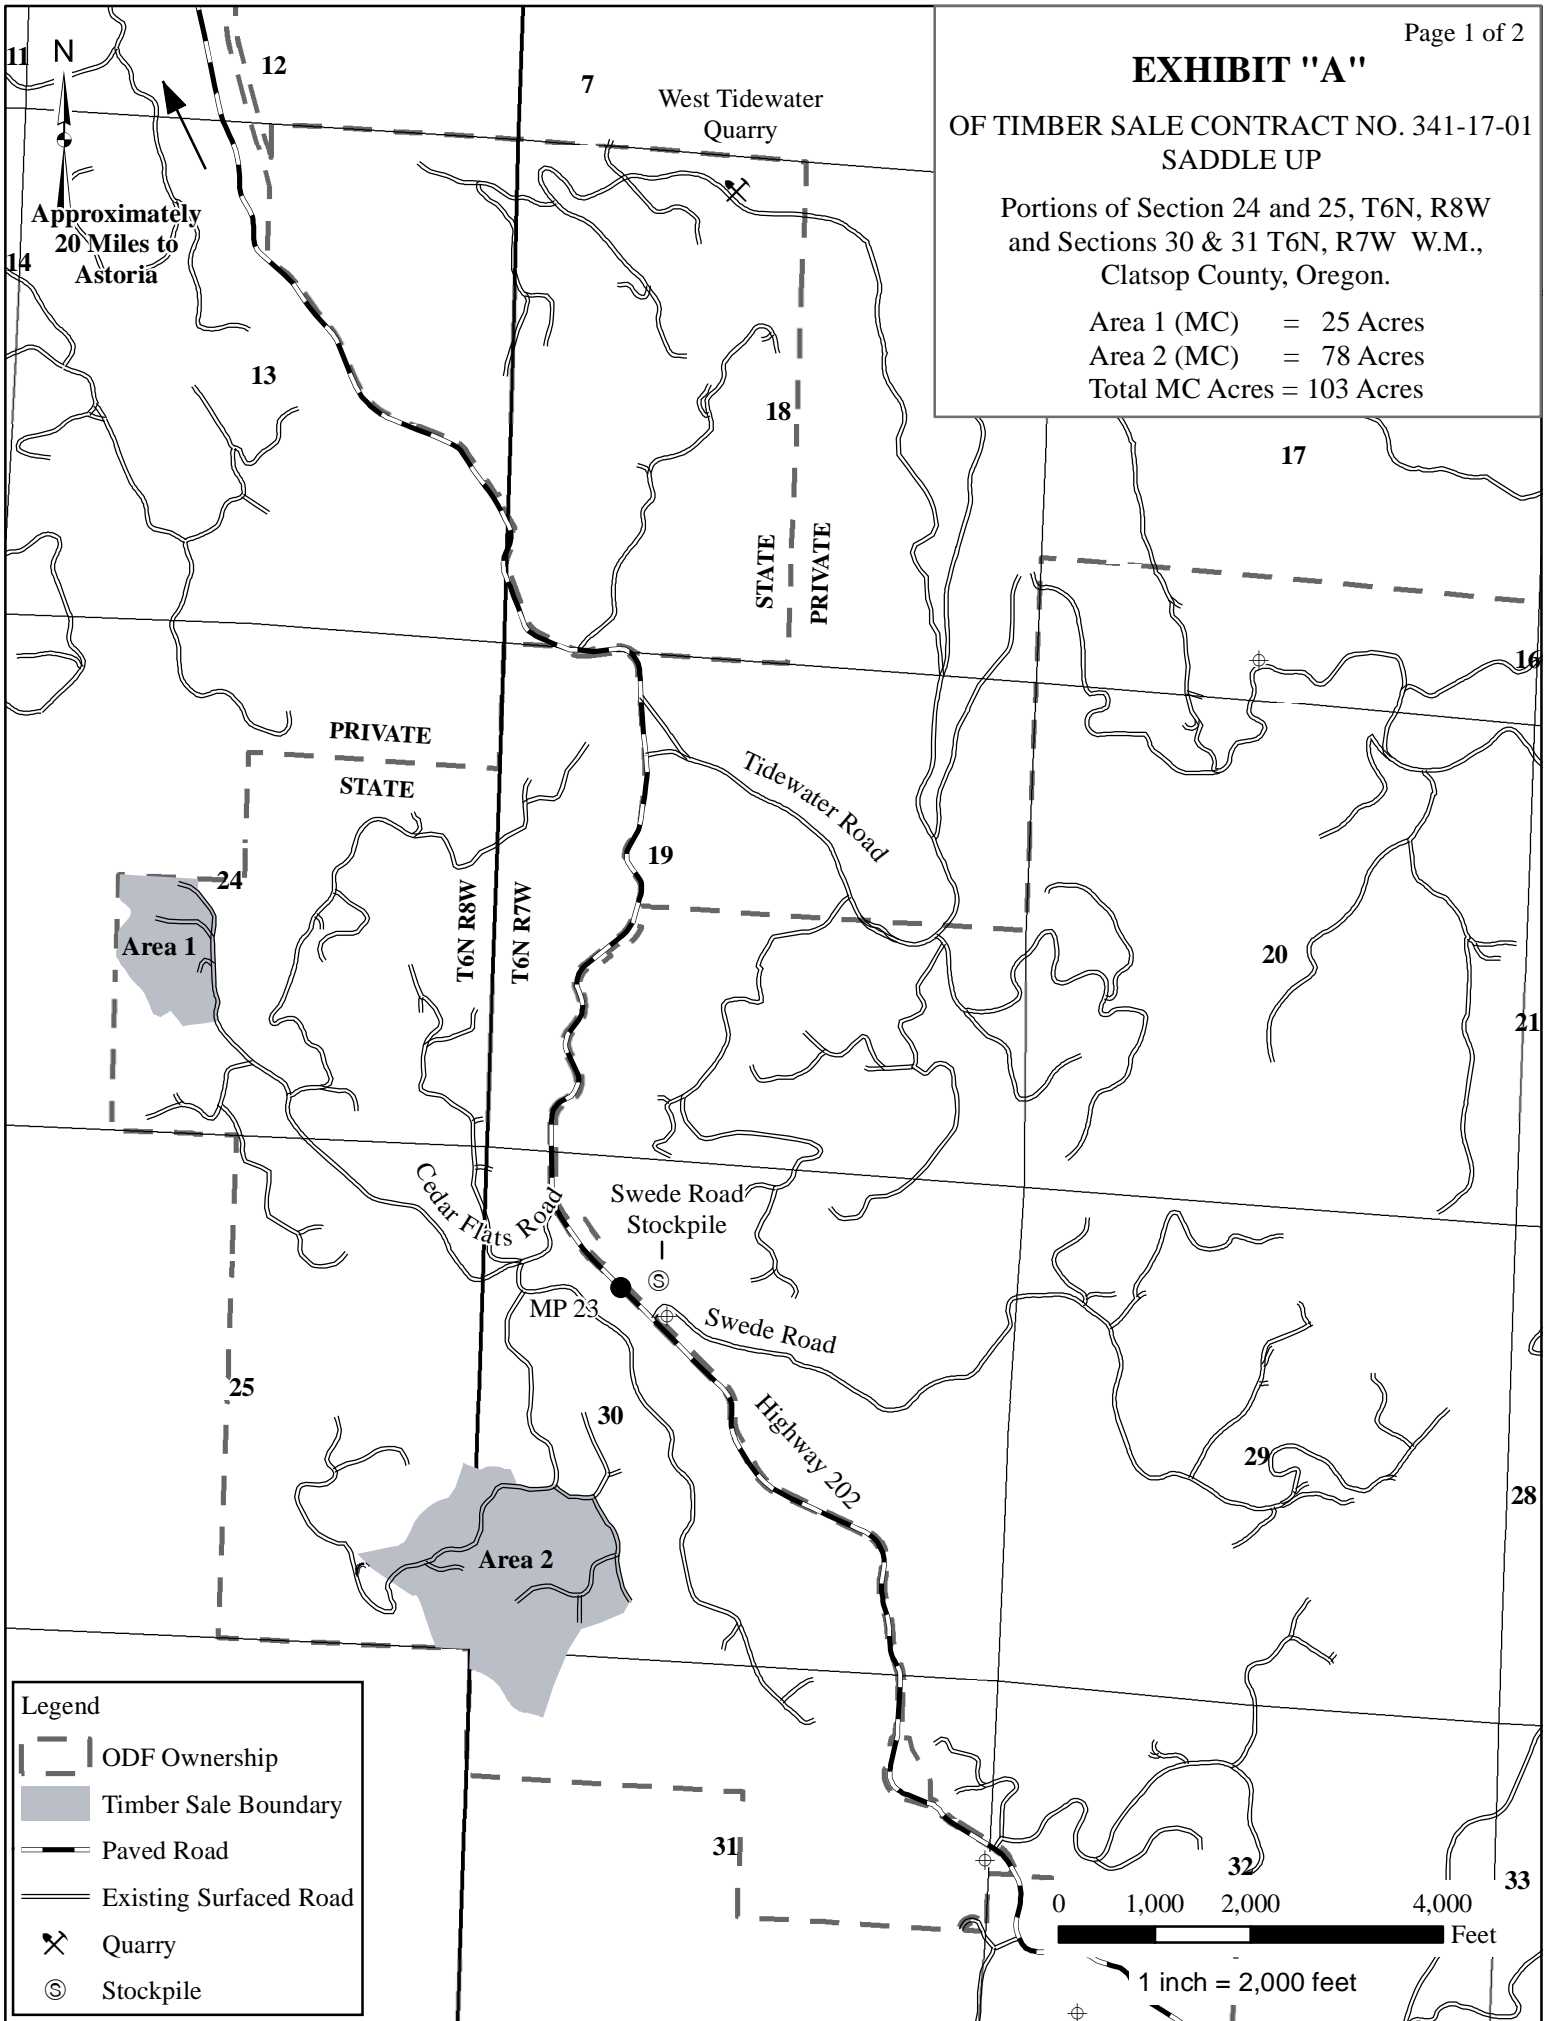 Page 1 of 2
EXHIBIT "A"
OF TIMBER SALE CONTRACT NO. 341-17-01
SADDLE UP
Portions of Section 24 and 25, T6N, R8W
and Sections 30 & 31 T6N, R7W W.M.,
Clatsop County, Oregon.
Area 1 (MC) = 25 Acres
Area 2 (MC) = 78 Acres
Total MC Acres = 103 Acres
N
Approximately
20 Miles to
Astoria
11
12
7
West Tidewater
Quarry
14
13
18
17
STATE
PRIVATE
16
PRIVATE
STATE
Tidewater Road
19
24
T6N R8W
T6N R7W
Area 1
20
21
Cedar Flats Road
Swede Road
Stockpile
S
MP 23
Swede Road
25
30
Highway 202
29
28
Area 2
31
32
33
Legend
ODF Ownership
Timber Sale Boundary
Paved Road
Existing Surfaced Road
Quarry
S Stockpile
0 1,000 2,000 4,000
Feet
1 inch = 2,000 feet